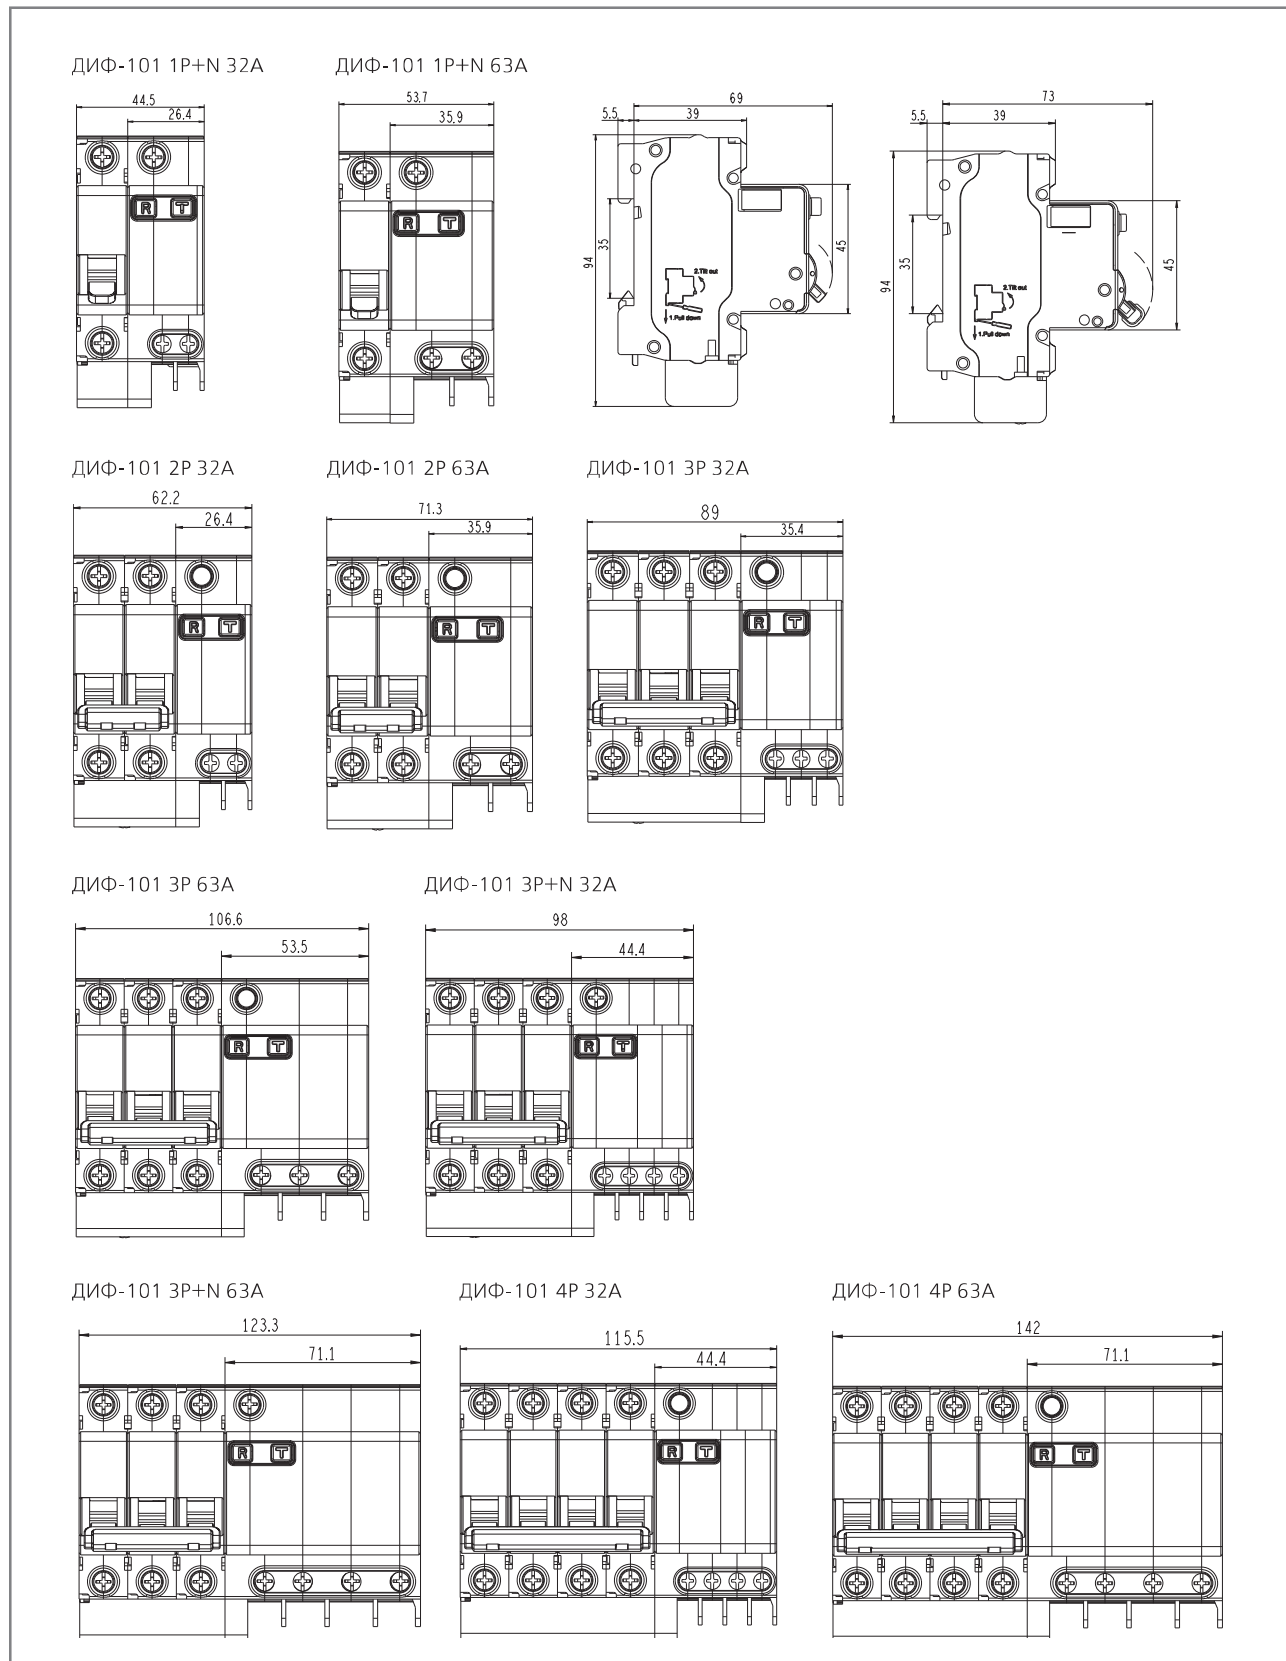 ДИФ-101 1P+N 32A
ДИФ-101 1P+N 63A
44.5
26.4
R T
53.7
35.9
R T
69
5.5
39
94
35
45
2.Tilt out
1.Pull down
73
5.5
39
94
35
45
2.Tilt out
1.Pull down
ДИФ-101 2P 32A
ДИФ-101 2P 63A
ДИФ-101 3P 32A
62.2
26.4
R T
71.3
35.9
R T
89
35.4
R T
ДИФ-101 3P 63A
ДИФ-101 3P+N 32A
106.6
53.5
R T
98
44.4
R T
ДИФ-101 3P+N 63A
ДИФ-101 4P 32A
ДИФ-101 4P 63A
123.3
71.1
R T
115.5
44.4
R T
142
71.1
R T